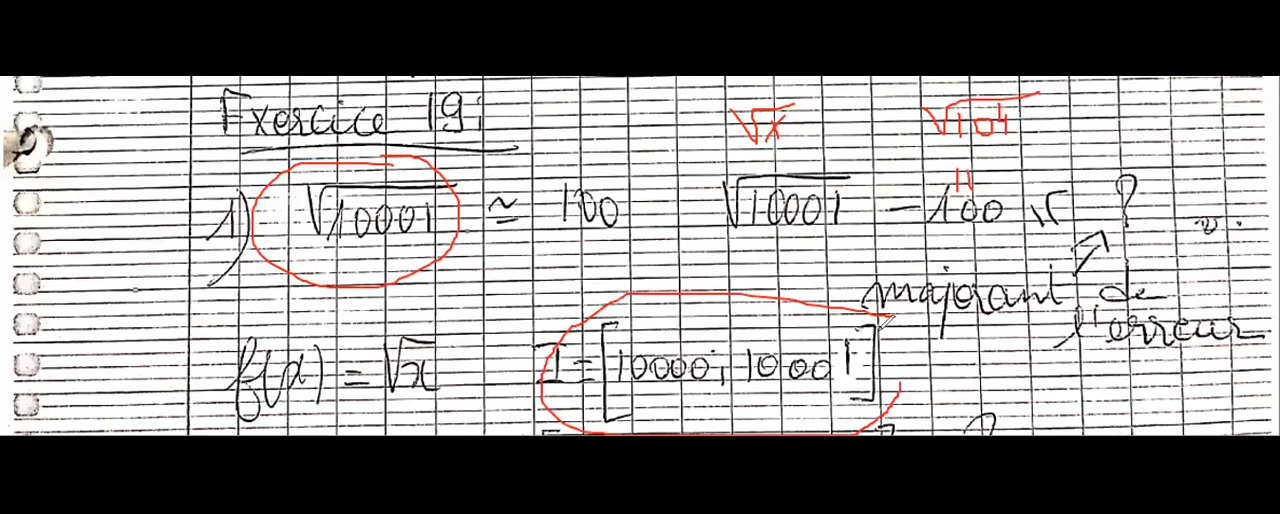 Exercice 19:
√x √10⁴
1) √10001 ≃ 100 √10001 - 100 ≤ ?
"
majorant de
l'erreur
f(x) = √x I = [10000; 10001]